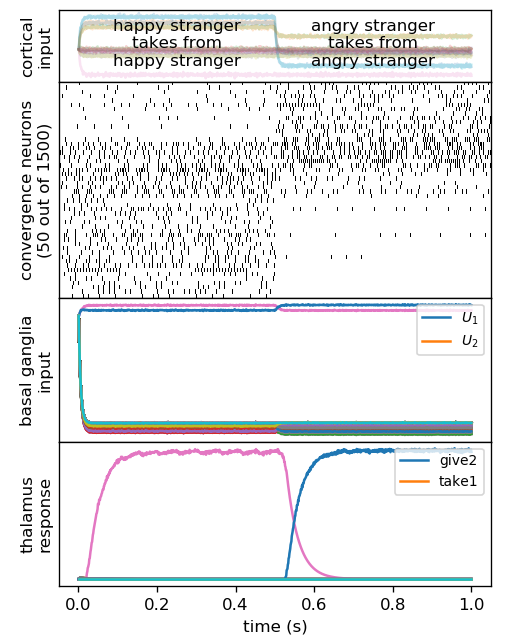 cortical
input
happy stranger
takes from
happy stranger
angry stranger
takes from
angry stranger
convergence neurons
(50 out of 1500)
basal ganglia
input
U₁
U₂
thalamus
response
give2
take1
0.0 0.2 0.4 0.6 0.8 1.0
time (s)